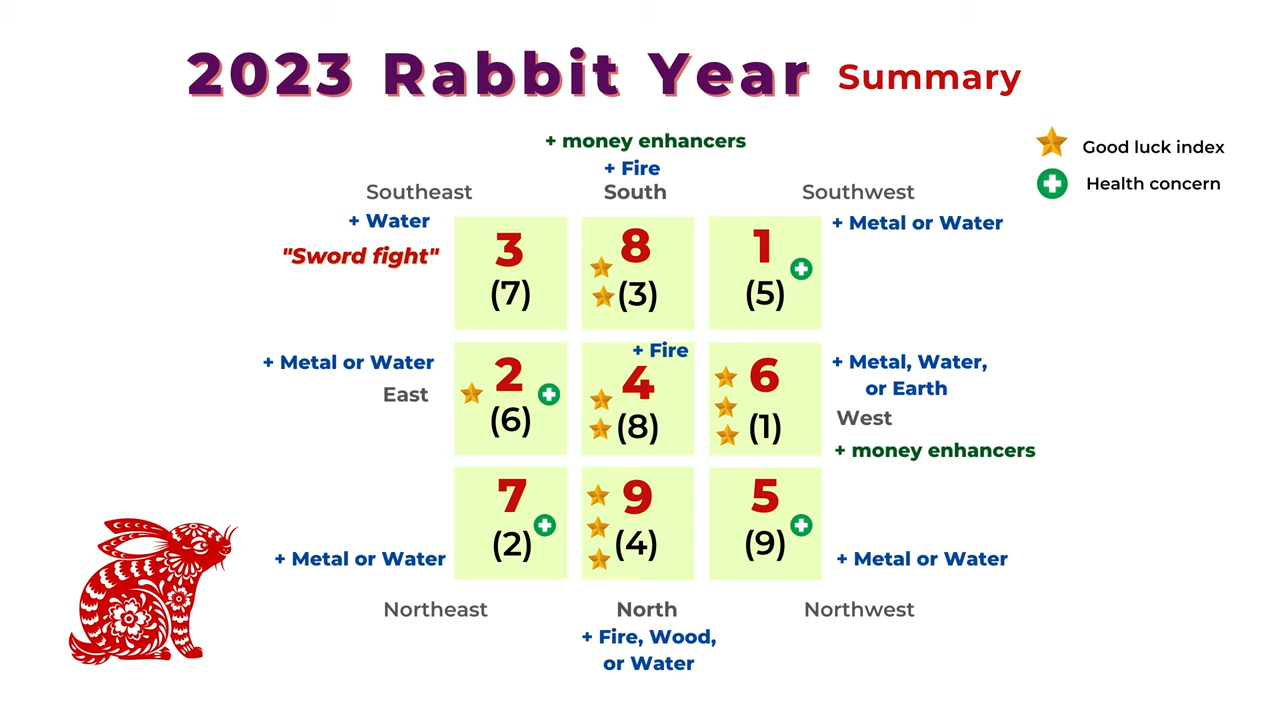 2023 Rabbit Year Summary
+ money enhancers
+ Fire
Southeast South Southwest
Good luck index
Health concern
+ Water
"Sword fight"
+ Metal or Water
3 8 1
(7) (3) (5)
+ Metal or Water
East
+ Fire
2 4 6
(6) (8) (1)
+ Metal, Water,
or Earth
West
+ money enhancers
7 9 5
(2) (4) (9)
+ Metal or Water
+ Metal or Water
Northeast North Northwest
+ Fire, Wood,
or Water